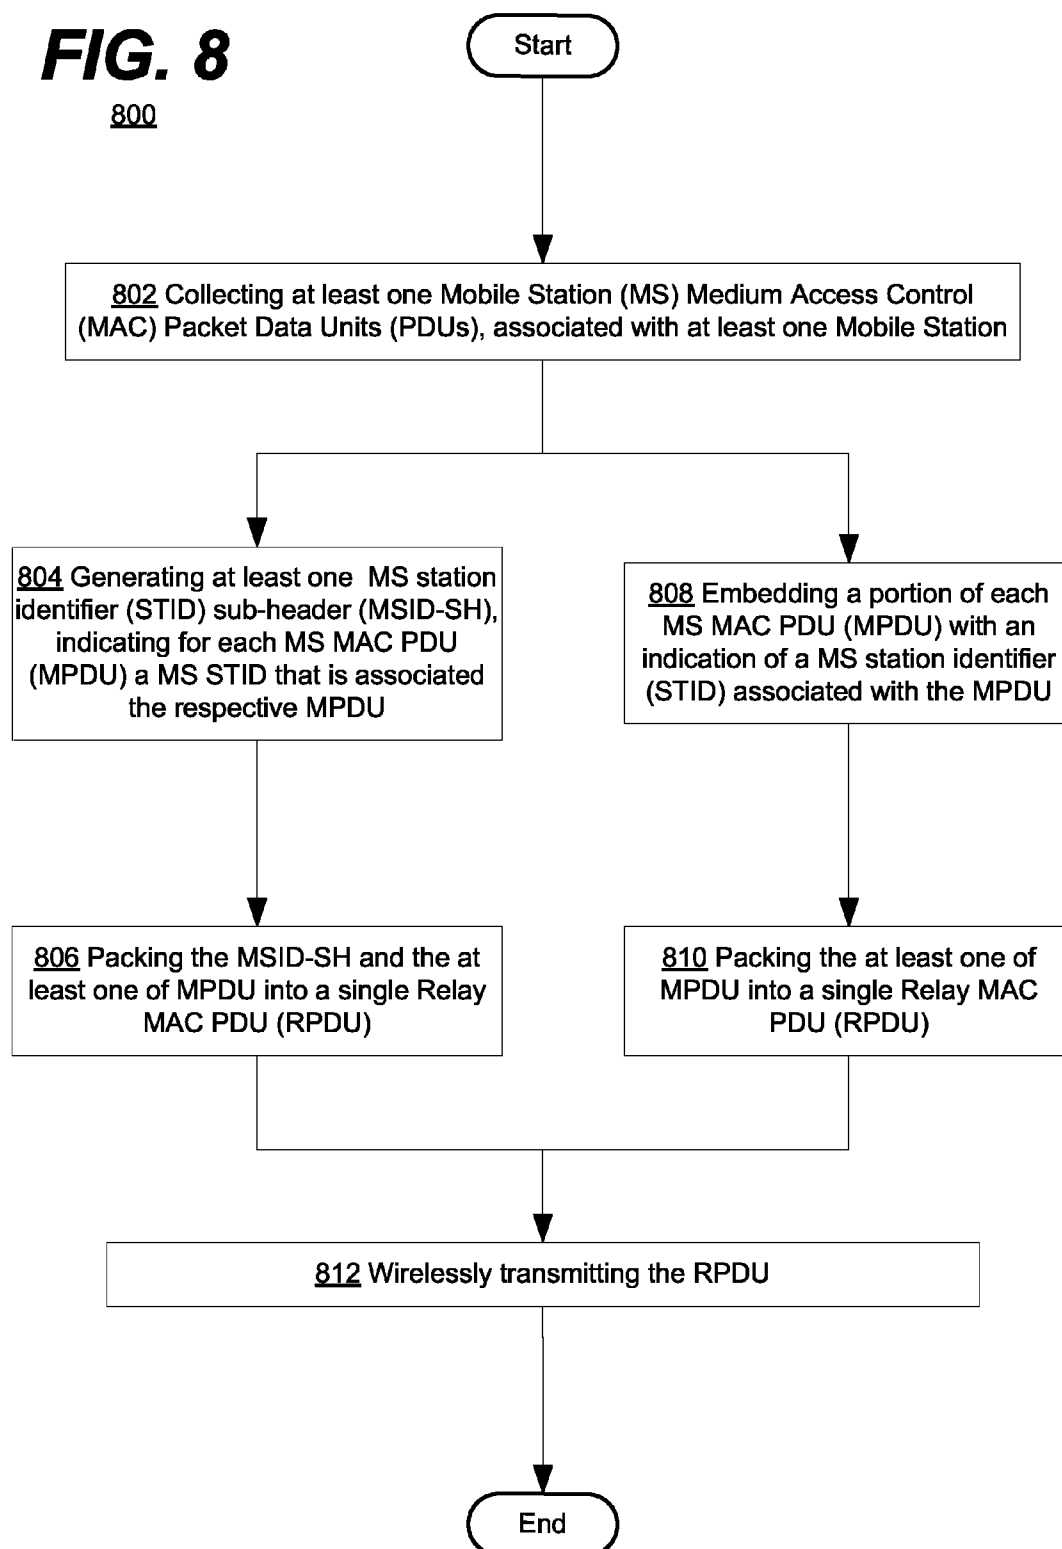 FIG. 8
800
Start
802 Collecting at least one Mobile Station (MS) Medium Access Control
(MAC) Packet Data Units (PDUs), associated with at least one Mobile Station
804 Generating at least one MS station
identifier (STID) sub-header (MSID-SH),
indicating for each MS MAC PDU
(MPDU) a MS STID that is associated
the respective MPDU
808 Embedding a portion of each
MS MAC PDU (MPDU) with an
indication of a MS station identifier
(STID) associated with the MPDU
806 Packing the MSID-SH and the at
least one of MPDU into a single Relay
MAC PDU (RPDU)
810 Packing the at least one of
MPDU into a single Relay MAC
PDU (RPDU)
812 Wirelessly transmitting the RPDU
End